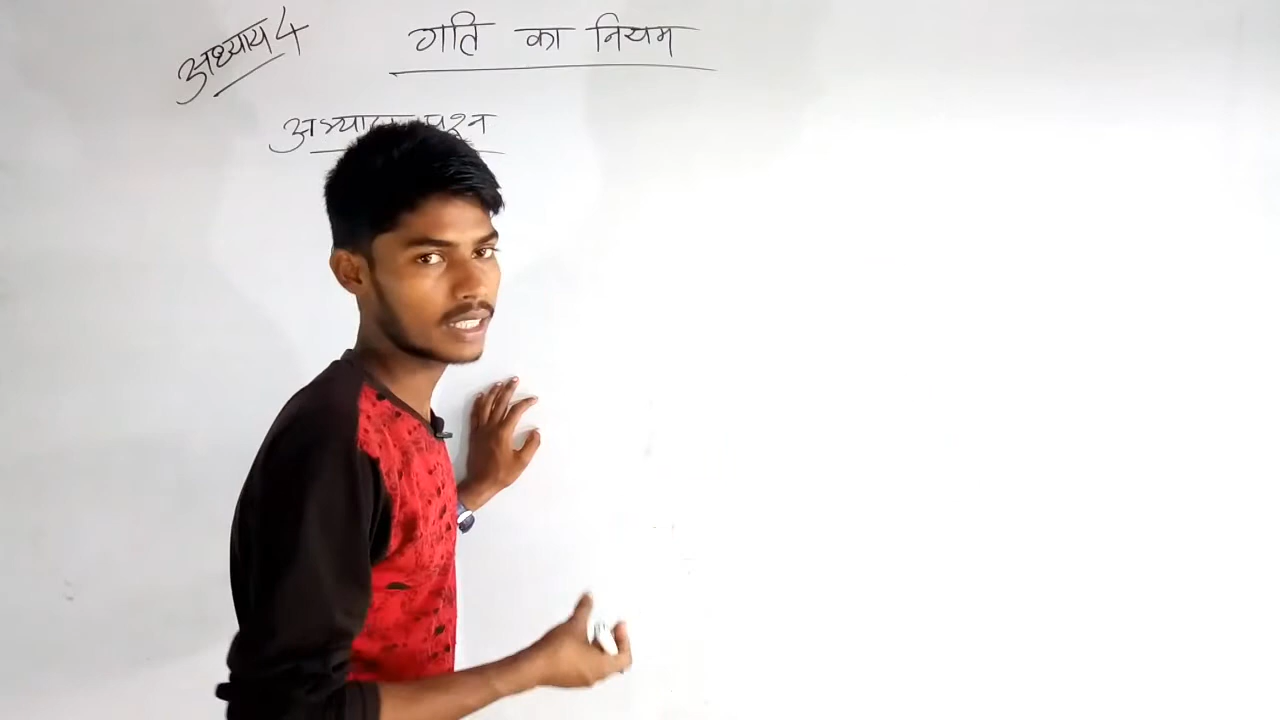 अध्याय 4
गति का नियम
अभ्यास प्रश्न